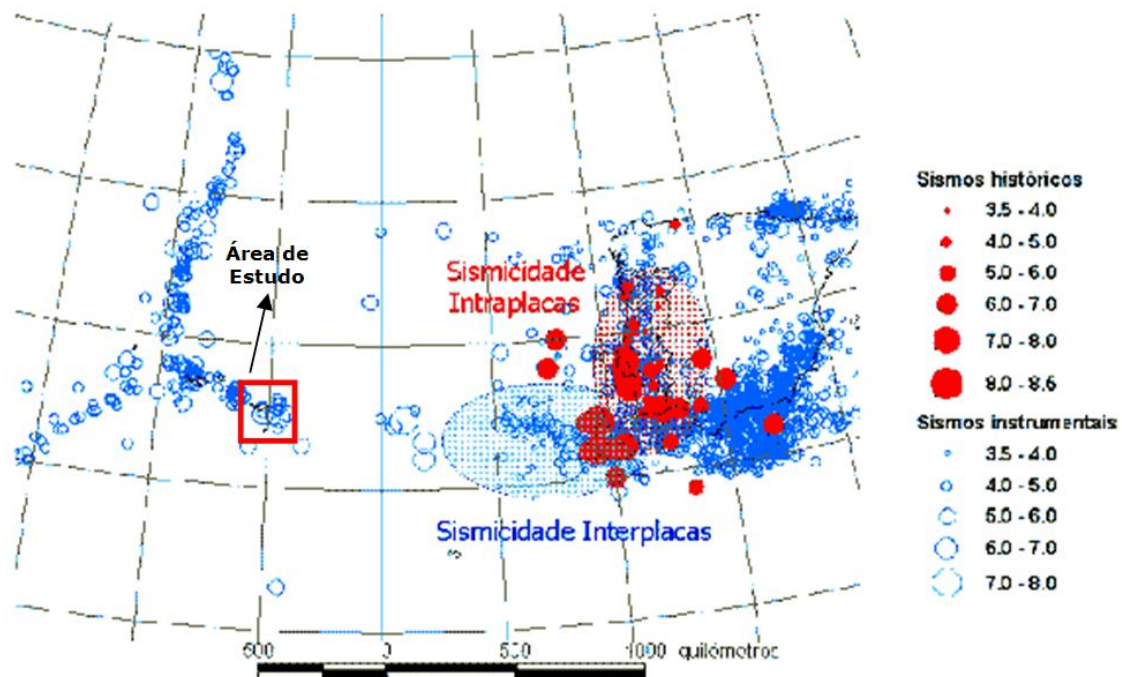 Área de
Estudo
Sismicidade
Intraplacas
Sismicidade Interplacas
500 0 500 1000 quilómetros
Sismos históricos
3.5 - 4.0
4.0 - 5.0
5.0 - 6.0
6.0 - 7.0
7.0 - 8.0
8.0 - 8.6
Sismos instrumentais
3.5 - 4.0
4.0 - 5.0
5.0 - 6.0
6.0 - 7.0
7.0 - 8.0